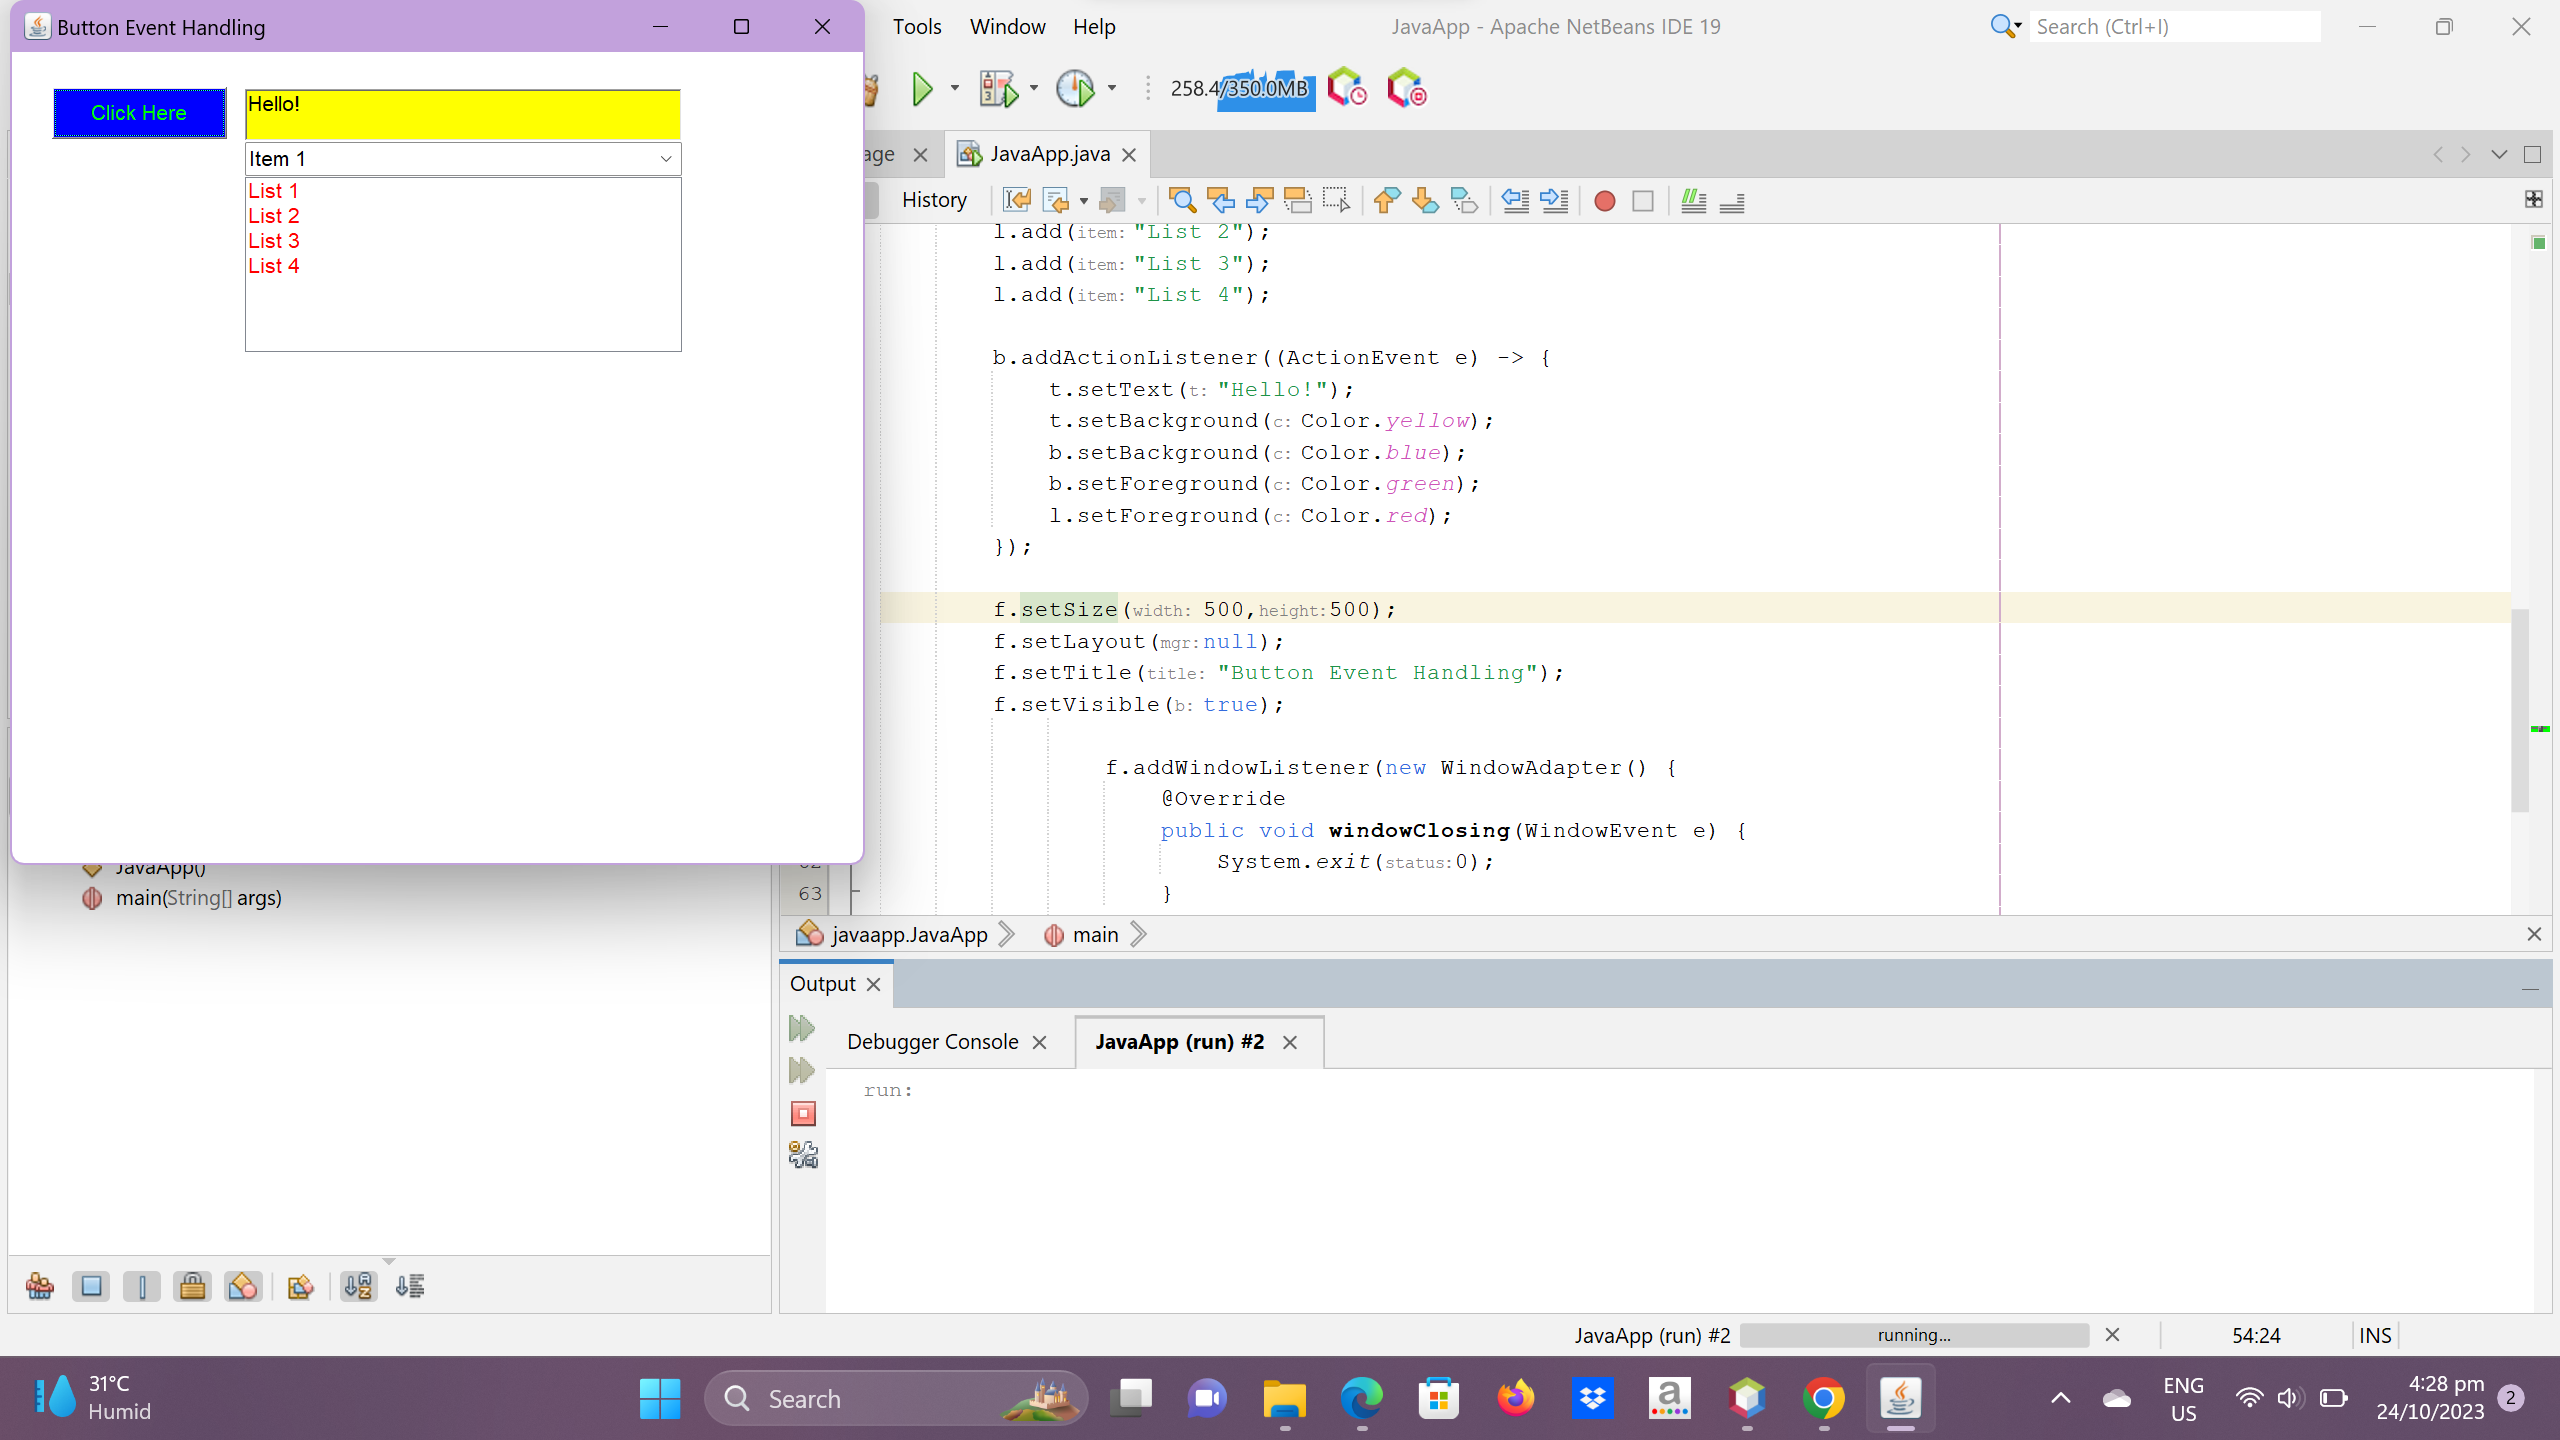 Button Event Handling
Tools Window Help
JavaApp - Apache NetBeans IDE 19
Search (Ctrl+I)
258.4/350.0MB
Click Here
Hello!
Item 1
List 1
List 2
List 3
List 4
age
JavaApp.java
History
l.add(item: "List 2");
l.add(item: "List 3");
l.add(item: "List 4");
b.addActionListener((ActionEvent e) -> {
t.setText(t: "Hello!");
t.setBackground(c: Color.yellow);
b.setBackground(c: Color.blue);
b.setForeground(c: Color.green);
l.setForeground(c: Color.red);
});
f.setSize(width: 500,height:500);
f.setLayout(mgr:null);
f.setTitle(title: "Button Event Handling");
f.setVisible(b: true);
f.addWindowListener(new WindowAdapter() {
@Override
public void windowClosing(WindowEvent e) {
System.exit(status:0);
63 }
JavaApp()
main(String[] args)
javaapp.JavaApp main
Output
Debugger Console JavaApp (run) #2
run:
JavaApp (run) #2 running... 54:24 INS
31°C
Humid
Search
ENG
US
4:28 pm
24/10/2023
2